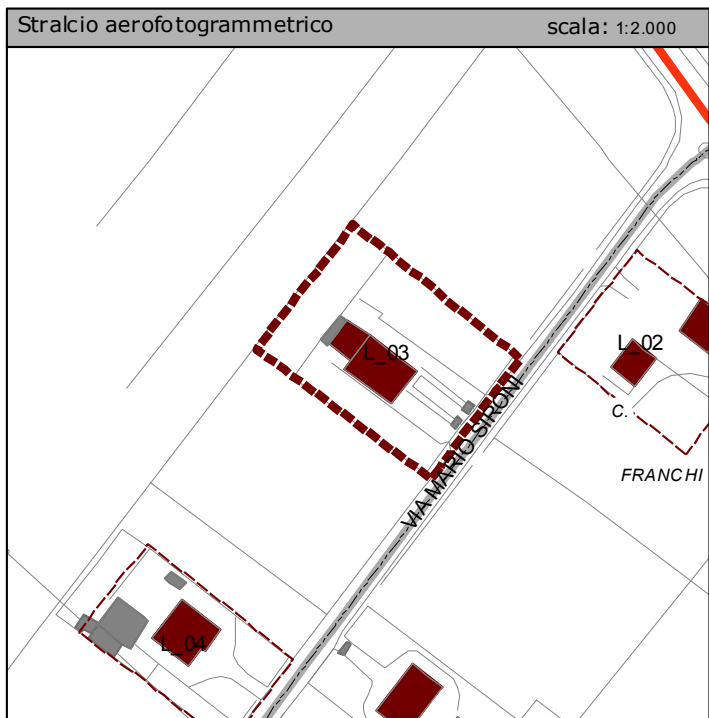 Stralcio aerofotogrammetrico scala: 1:2.000
L_02
L_03
C.
VIA MARIO SIRONI
FRANCHI
L_04